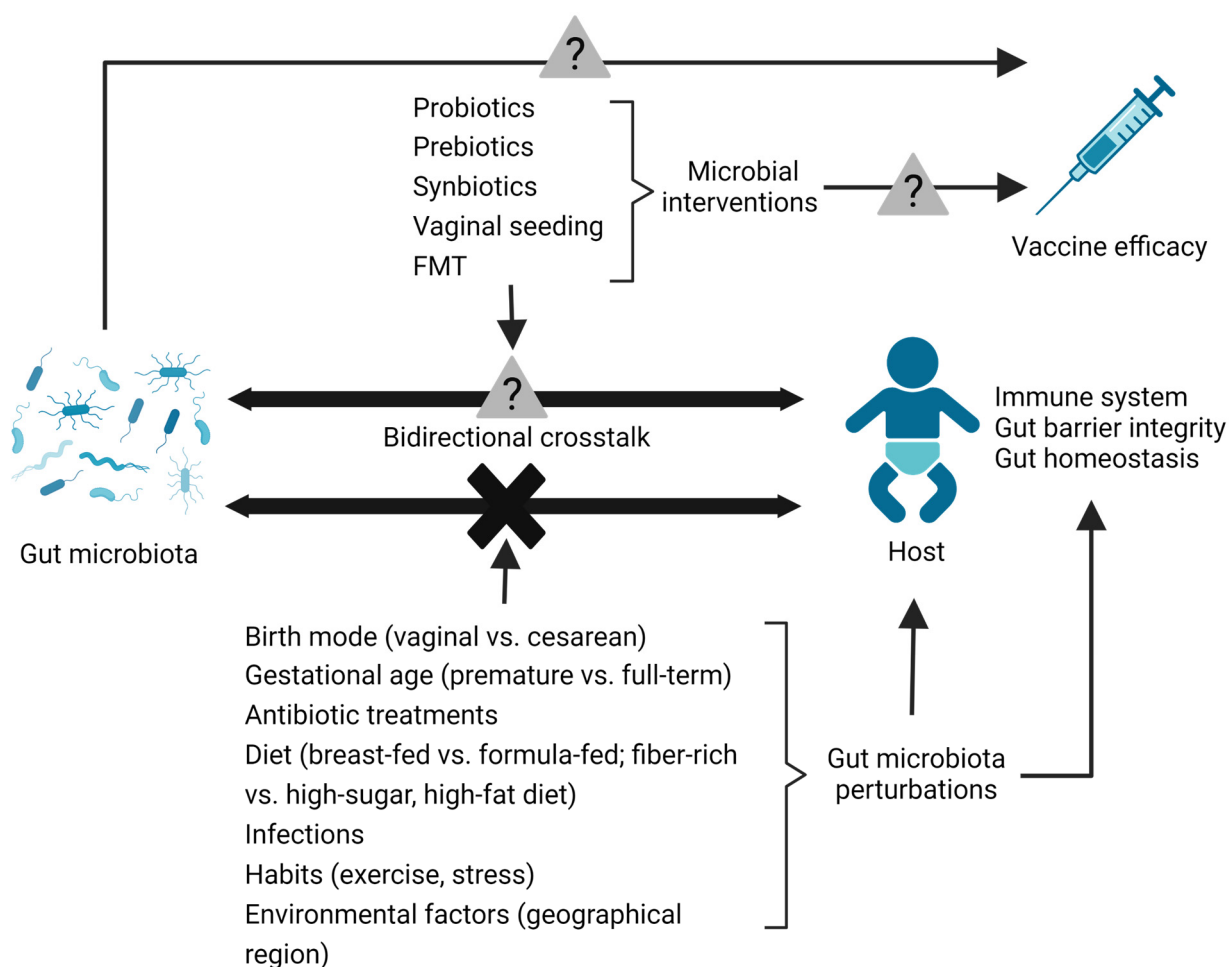 ?
Probiotics
Prebiotics
Synbiotics
Vaginal seeding
FMT
Microbial
interventions
?
Vaccine efficacy
?
Bidirectional crosstalk
Gut microbiota
Immune system
Gut barrier integrity
Gut homeostasis
Host
Birth mode (vaginal vs. cesarean)
Gestational age (premature vs. full-term)
Antibiotic treatments
Diet (breast-fed vs. formula-fed; fiber-rich
vs. high-sugar, high-fat diet)
Infections
Habits (exercise, stress)
Environmental factors (geographical
region)
Gut microbiota
perturbations